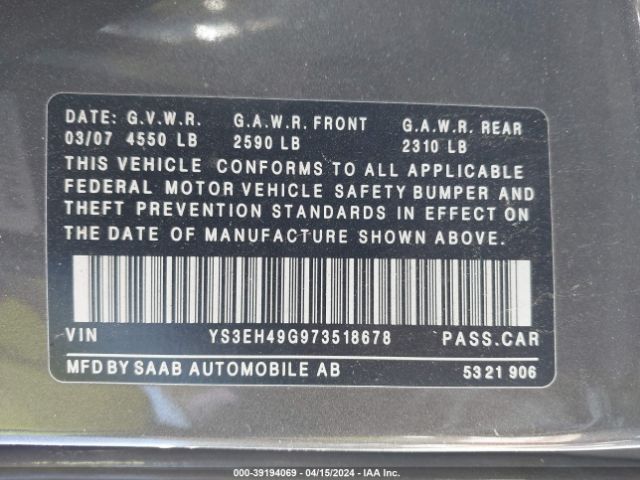 DATE: G.V.W.R. G.A.W.R. FRONT G.A.W.R. REAR
03/07 4550 LB 2590 LB 2310 LB
THIS VEHICLE CONFORMS TO ALL APPLICABLE
FEDERAL MOTOR VEHICLE SAFETY BUMPER AND
THEFT PREVENTION STANDARDS IN EFFECT ON
THE DATE OF MANUFACTURE SHOWN ABOVE.
VIN YS3EH49G973518678 PASS.CAR
MFD BY SAAB AUTOMOBILE AB 5321 906
000-39194069 - 04/15/2024 - IAA Inc.